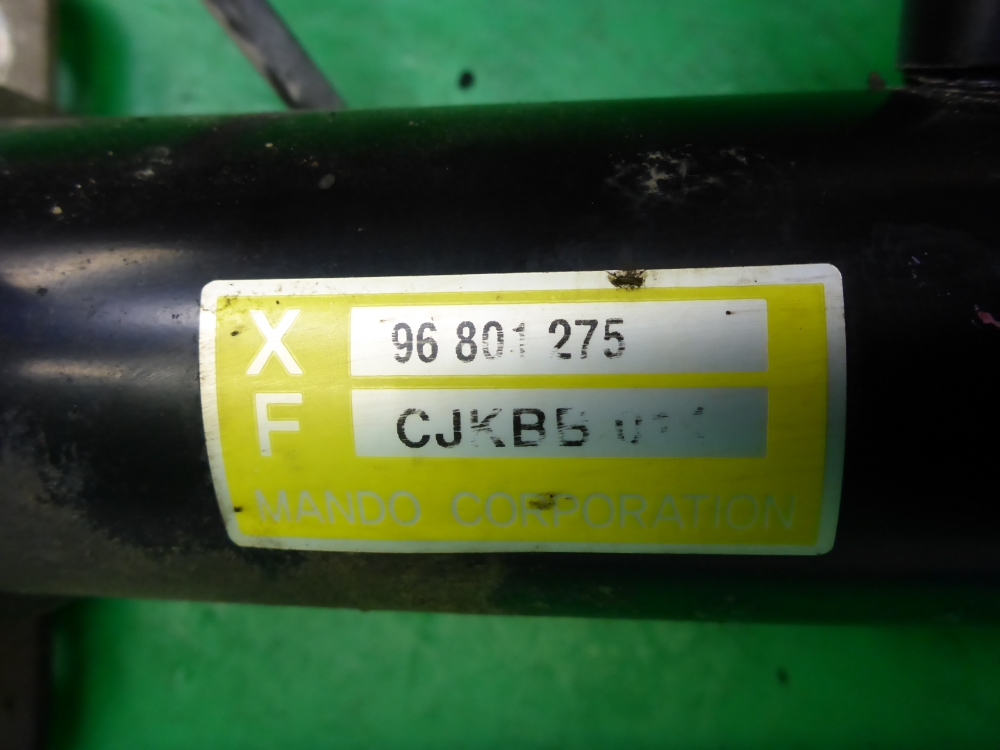 X 96 801 275
F CJKBB
MANDO CORPORATION